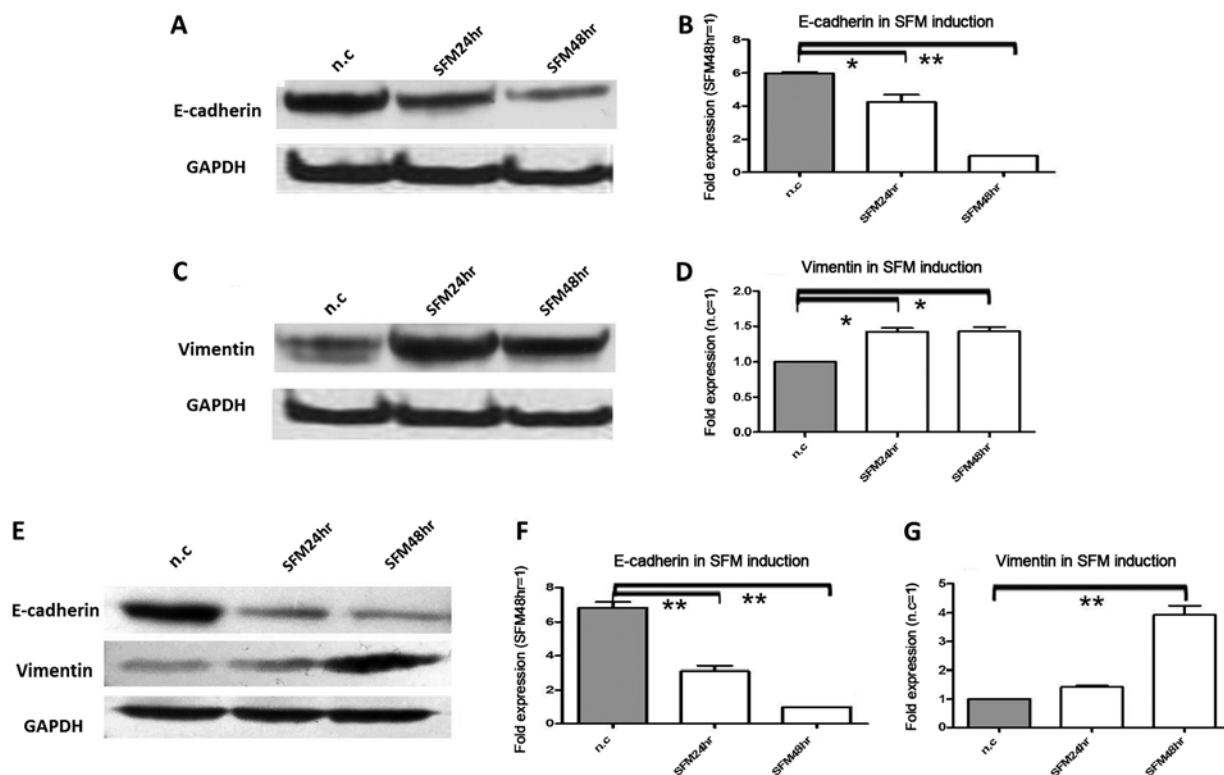 A
n.c SFM24hr SFM48hr
E-cadherin
GAPDH
B
E-cadherin in SFM induction
Fold expression (SFM48hr=1)
8
6
4
2
0
* **
n.c SFM24hr SFM48hr
C
n.c SFM24hr SFM48hr
Vimentin
GAPDH
D
Vimentin in SFM induction
Fold expression (n.c=1)
2.0
1.5
1.0
0.5
0.0
* *
n.c SFM24hr SFM48hr
E
n.c SFM24hr SFM48hr
E-cadherin
Vimentin
GAPDH
F
E-cadherin in SFM induction
Fold expression (SFM48hr=1)
8
6
4
2
0
** **
n.c SFM24hr SFM48hr
G
Vimentin in SFM induction
Fold expression (n.c=1)
5
4
3
2
1
0
**
n.c SFM24hr SFM48hr